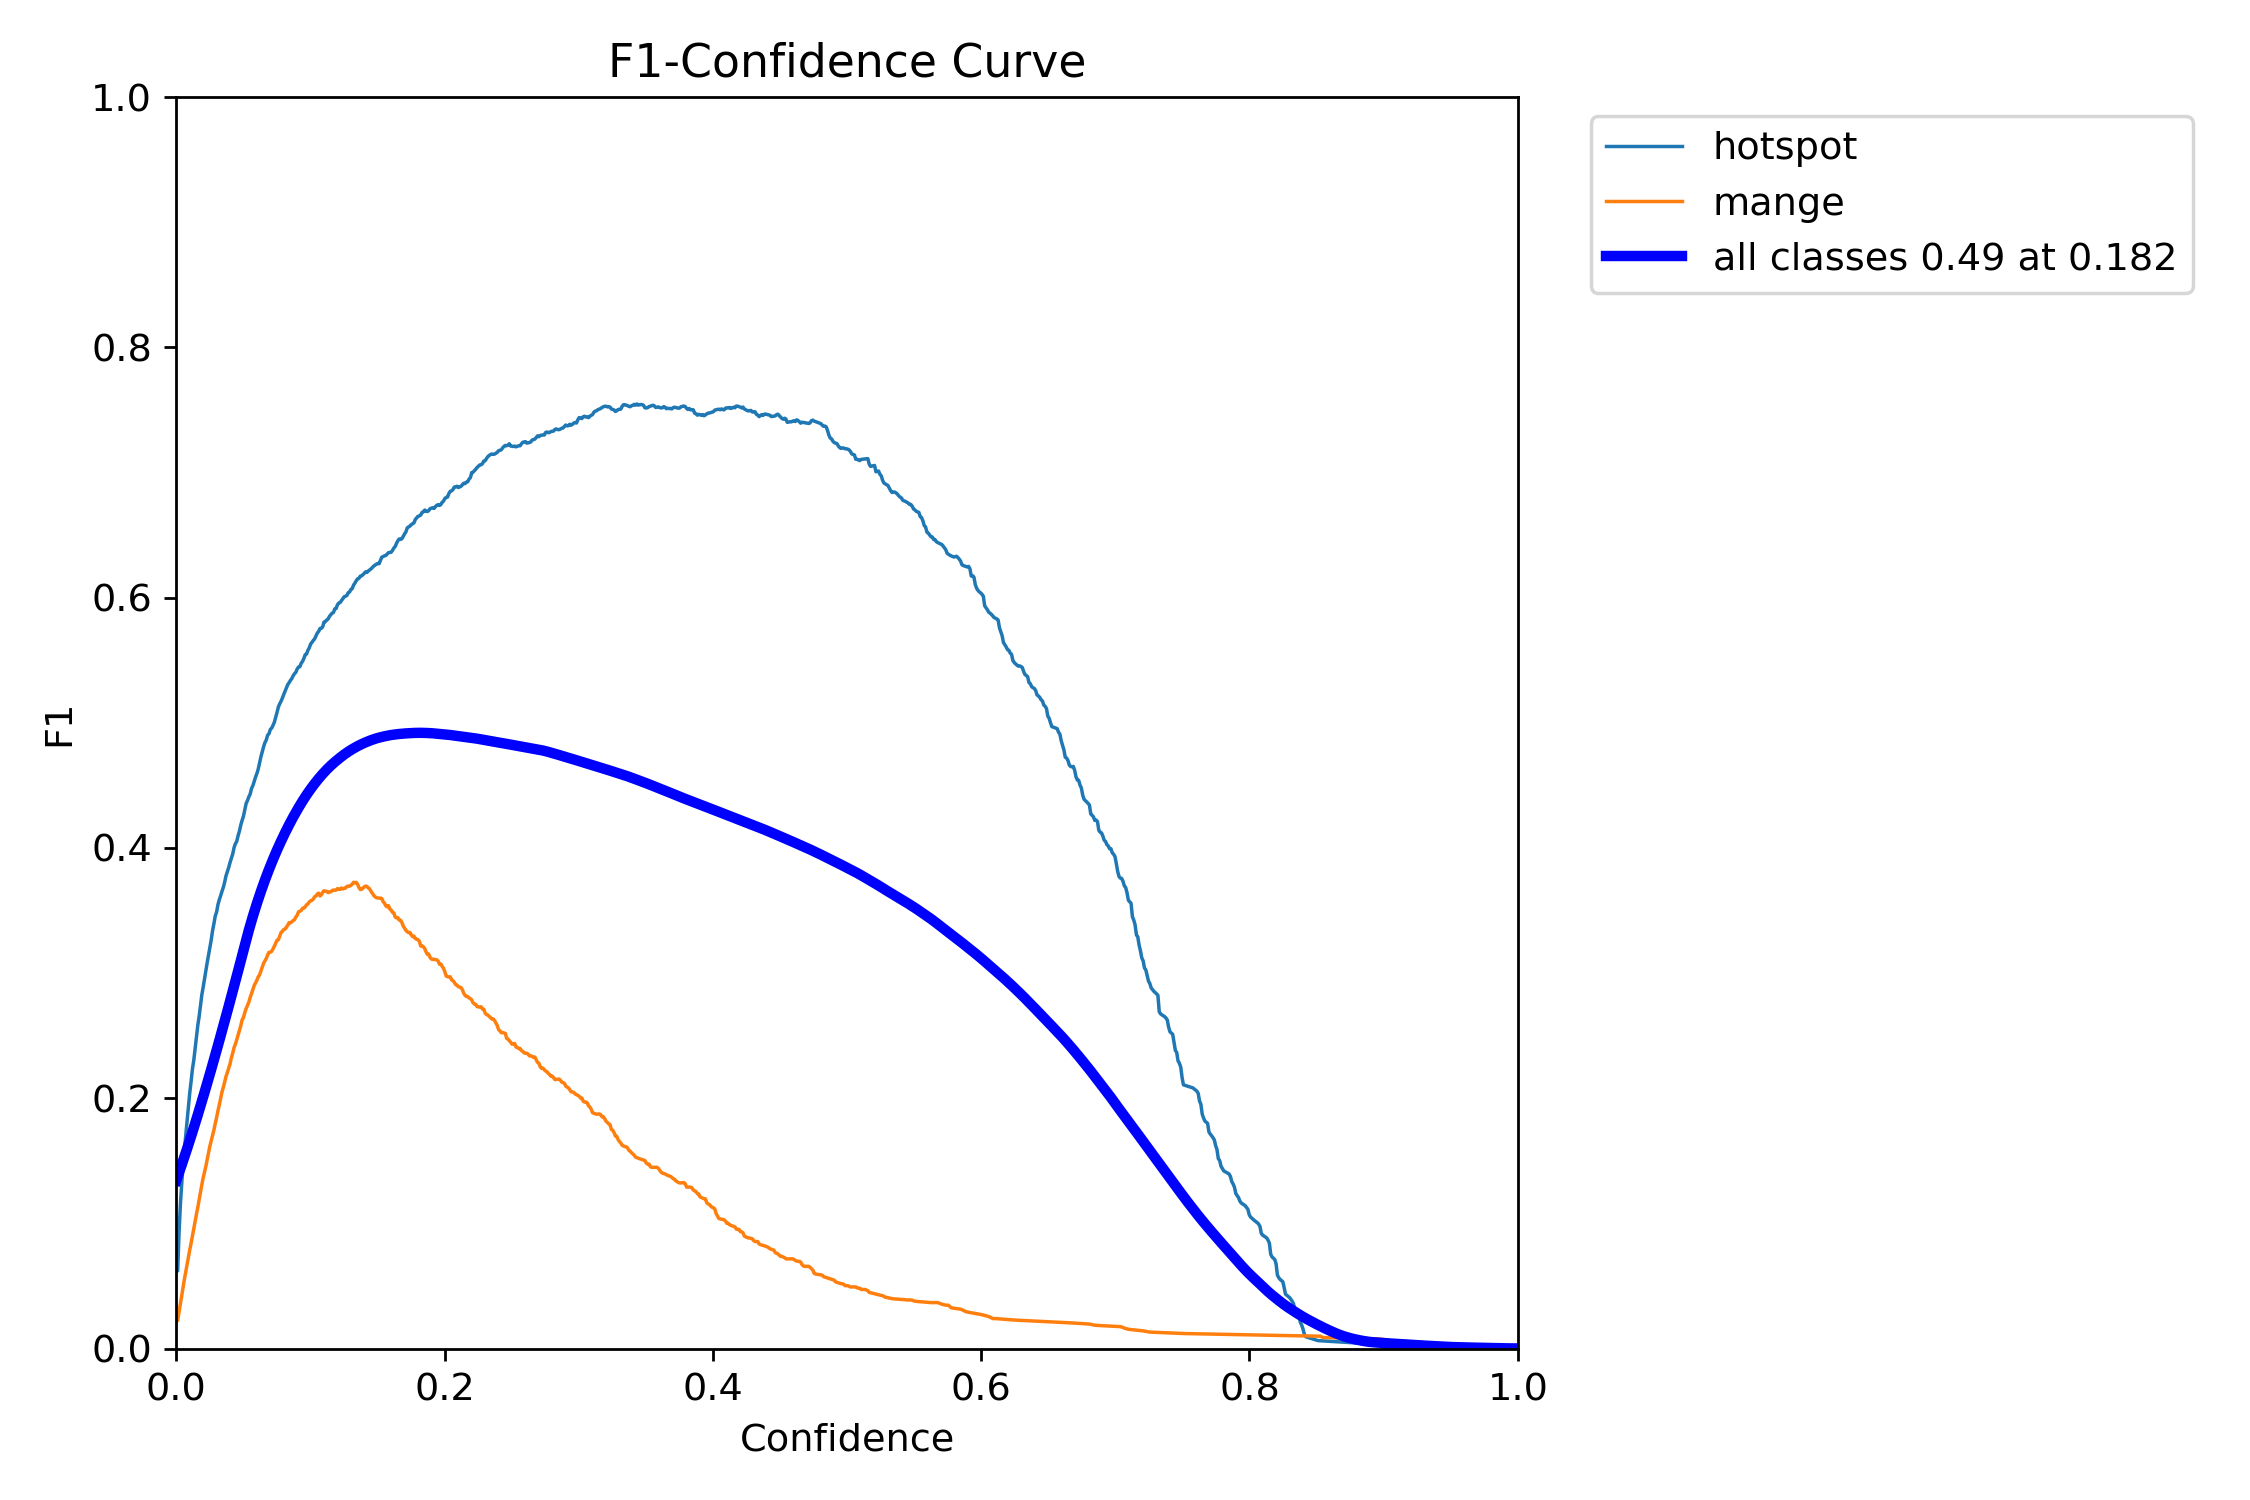 F1-Confidence Curve
1.0
0.8
0.6
0.4
0.2
0.0
F1
0.0 0.2 0.4 0.6 0.8 1.0
Confidence
hotspot
mange
all classes 0.49 at 0.182